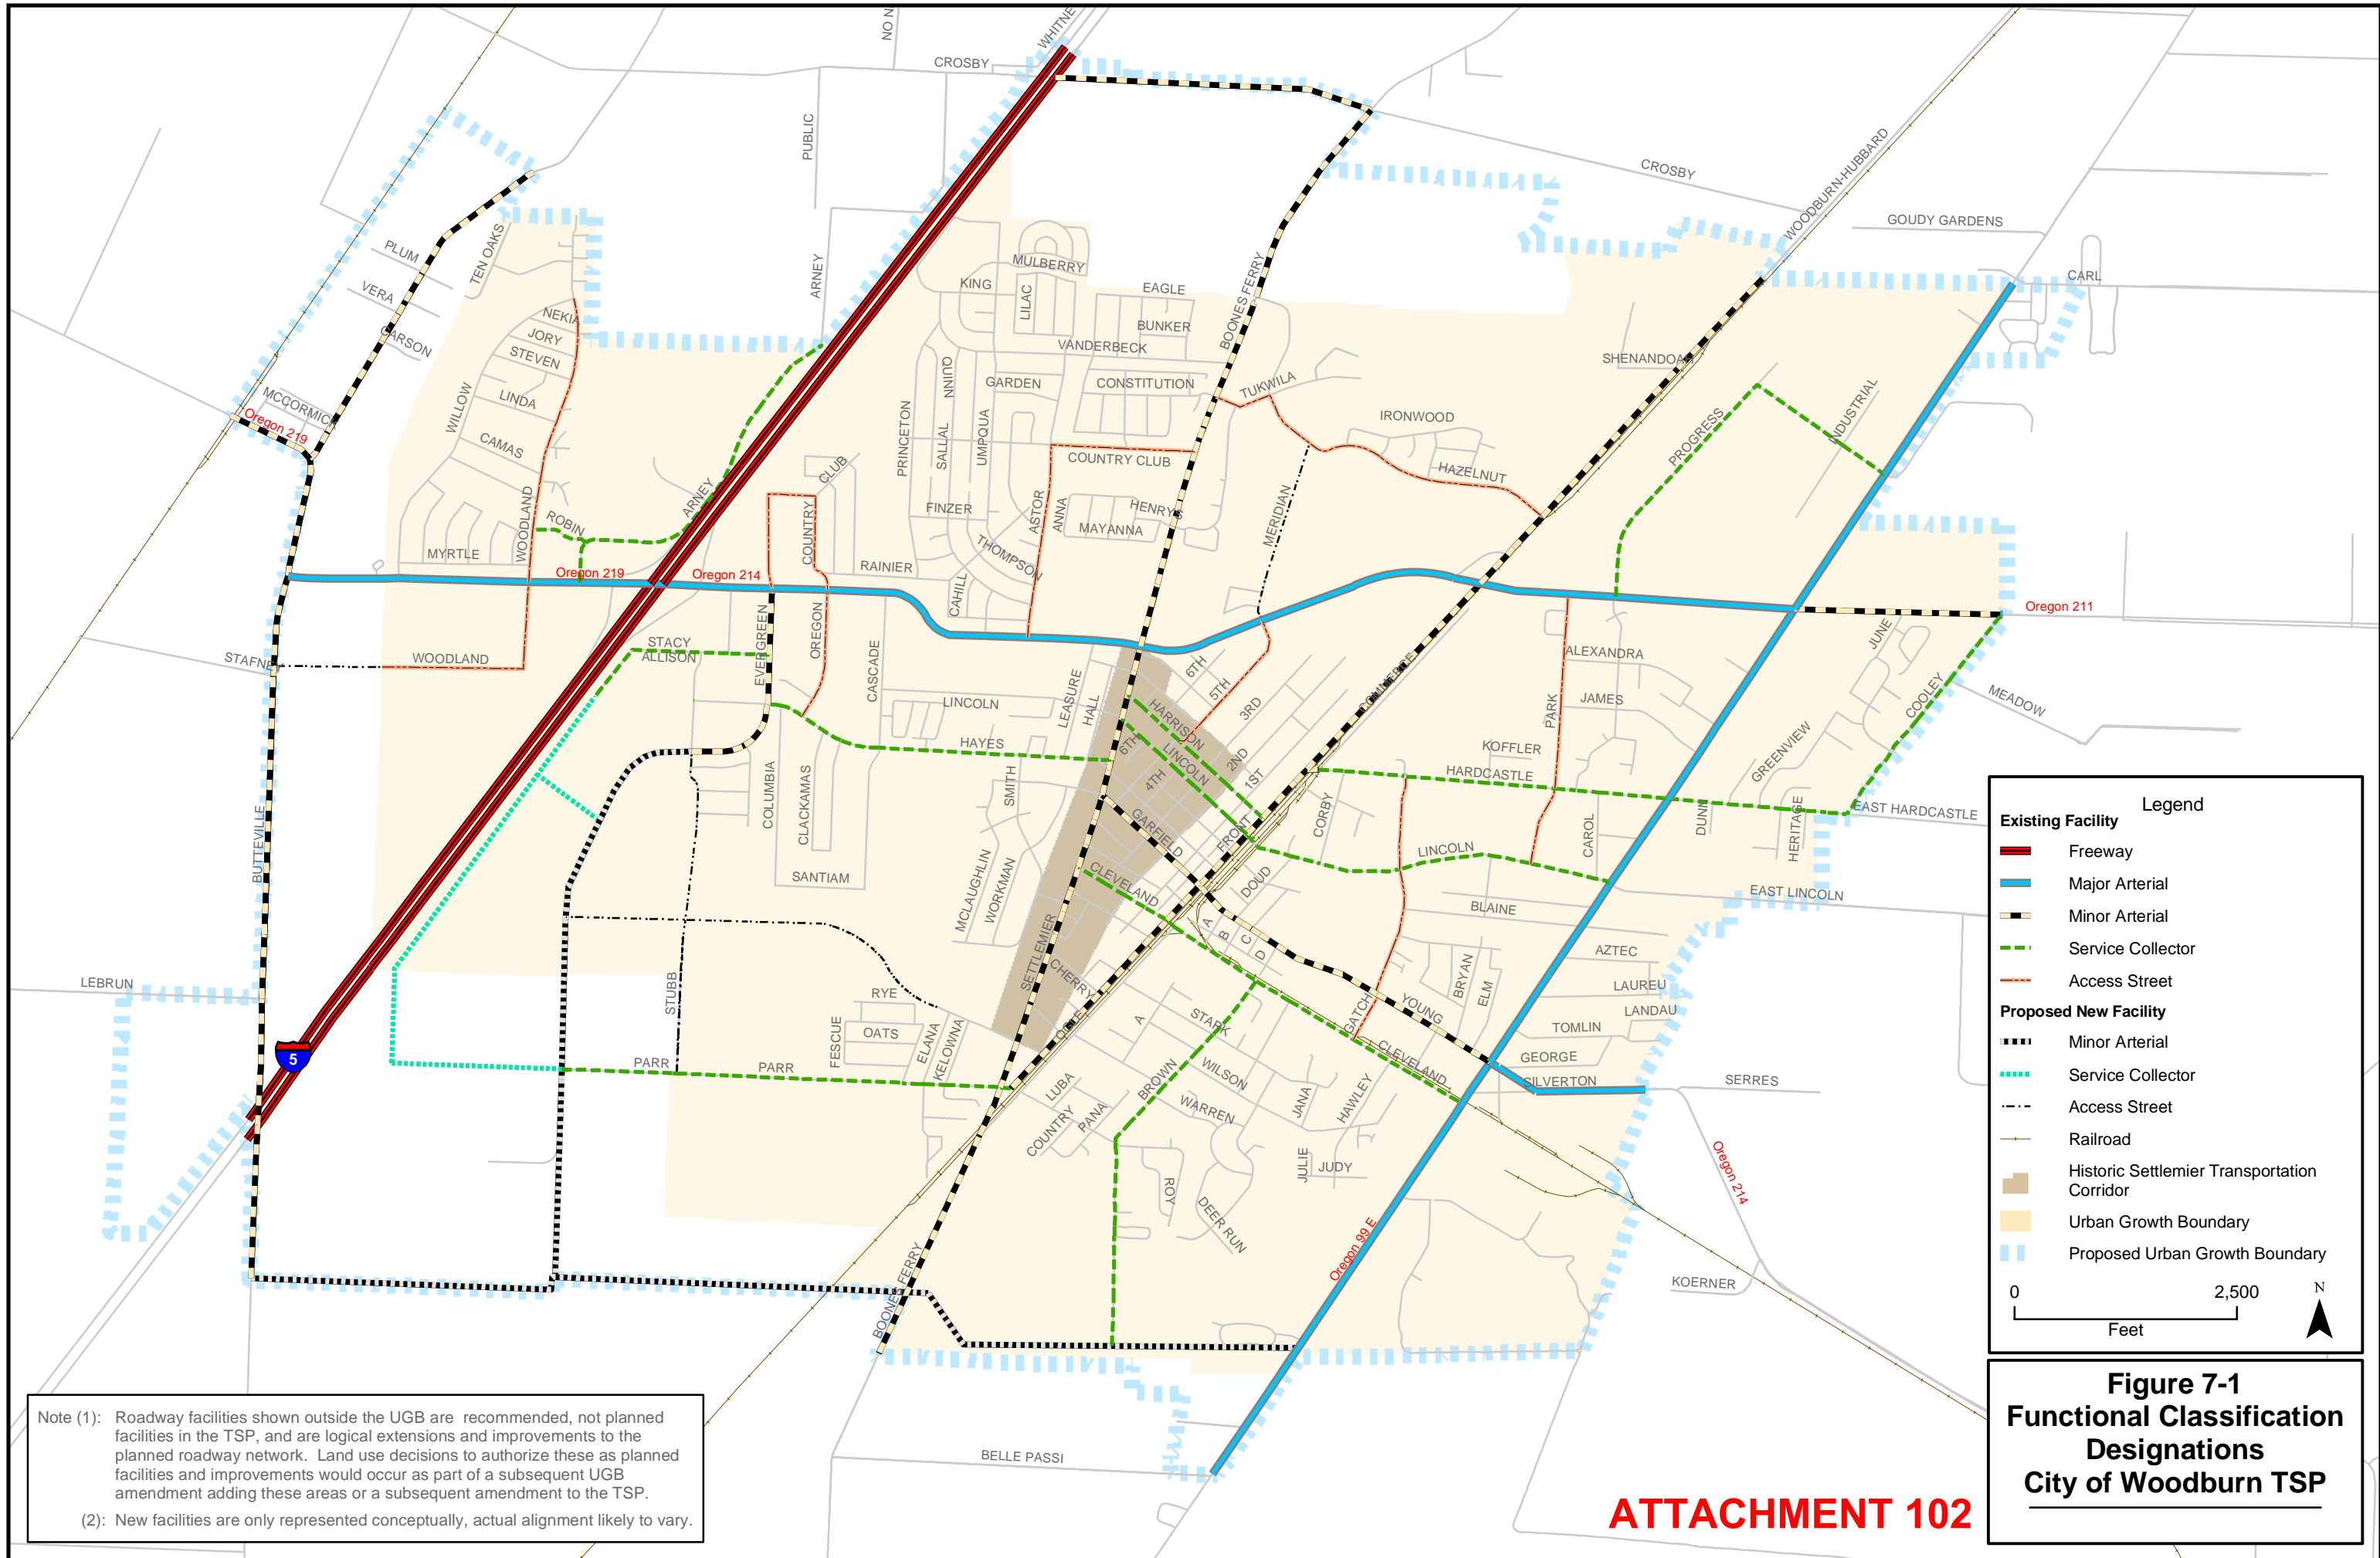 NO N
WHITNE
CROSBY
PUBLIC
CROSBY
WOODBURN-HUBBARD
GOUDY GARDENS
CARL
PLUM
TEN OAKS
VERA
CARSON
ARNEY
KING
MULBERRY
LILAC
EAGLE
BUNKER
BOONES FERRY
VANDERBECK
NEKIA
JORY
STEVEN
LINDA
WILLOW
CAMAS
MCCORMICK
Oregon 219
QUINN
GARDEN
CONSTITUTION
TUKWILA
SHENANDOAH
IRONWOOD
PROGRESS
INDUSTRIAL
PRINCETON
SALLAL
UMPQUA
COUNTRY CLUB
CLUB
COUNTRY
HAZELNUT
WOODLAND
ARNEY
ROBIN
MYRTLE
FINZER
ASTOR
ANNA
HENRYS
MAYANNA
MERIDIAN
THOMPSON
RAINIER
CAHILL
Oregon 219
Oregon 214
Oregon 211
STAFNE
WOODLAND
STACY
ALLISON
EVERGREEN
OREGON
CASCADE
LEASURE
HALL
LINCOLN
HAYES
6TH
5TH
3RD
HARRISON
LINCOLN
6TH
4TH
2ND
1ST
COMMERCE
ALEXANDRA
JAMES
PARK
KOFFLER
HARDCASTLE
JUNE
COOLEY
MEADOW
GREENVIEW
EAST HARDCASTLE
BUTTEVILLE
COLUMBIA
CLACKAMAS
SANTIAM
SMITH
MCLAUGHLIN
WORKMAN
GARFIELD
FRONT
CORBY
CLEVELAND
DOUD
LINCOLN
CAROL
DUNN
HERITAGE
EAST LINCOLN
BLAINE
A
B
C
D
LEBRUN
STUBB
RYE
OATS
FESCUE
ELANA
KELOWNA
SETTLEMIER
CHERRY
AZTEC
BRYAN
ELM
LAUREU
LANDAU
YOUNG
TOMLIN
GEORGE
GATCH
CLEVELAND
SILVERTON
SERRES
5
PARR
PARR
A
STARK
WILSON
LUBA
COUNTRY
PANA
BROWN
WARREN
JANA
HAWLEY
JULIE
JUDY
ROY
DEER RUN
Oregon 214
Oregon 99 E
KOERNER
BOONES FERRY
BELLE PASSI
Legend
Existing Facility
Freeway
Major Arterial
Minor Arterial
Service Collector
Access Street
Proposed New Facility
Minor Arterial
Service Collector
Access Street
Railroad
Historic Settlemier Transportation
Corridor
Urban Growth Boundary
Proposed Urban Growth Boundary
0 2,500
Feet
N
Note (1): Roadway facilities shown outside the UGB are recommended, not planned
facilities in the TSP, and are logical extensions and improvements to the
planned roadway network. Land use decisions to authorize these as planned
facilities and improvements would occur as part of a subsequent UGB
amendment adding these areas or a subsequent amendment to the TSP.
(2): New facilities are only represented conceptually, actual alignment likely to vary.
ATTACHMENT 102
Figure 7-1
Functional Classification
Designations
City of Woodburn TSP